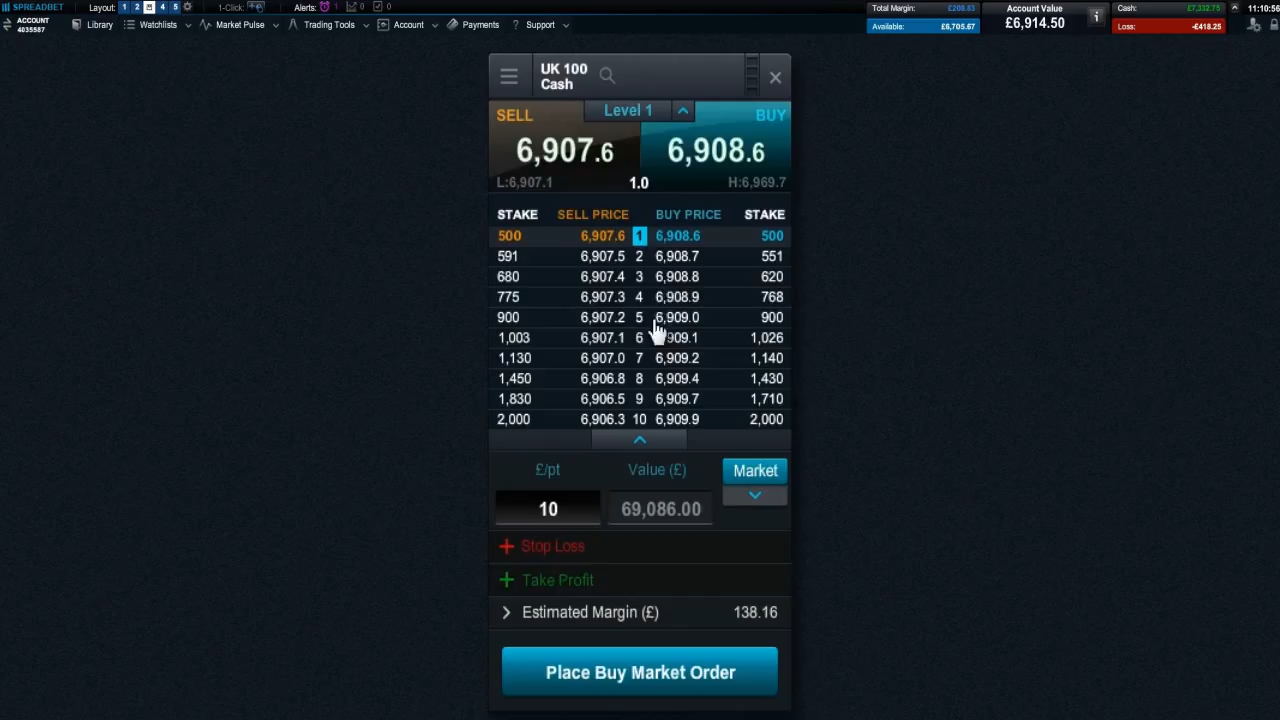 SPREADBET Layout: 1 2 3 4 5 1-Click: Alerts: 1 0 0 Total Margin: £208.83 Account Value Cash: £7,332.75 11:10:56
ACCOUNT 4035587 Library Watchlists Market Pulse Trading Tools Account Payments ? Support Available: £6,705.67 £6,914.50 Loss: -£418.25
UK 100
Cash
SELL Level 1 BUY
6,907.6 6,908.6
L:6,907.1 1.0 H:6,969.7
STAKE SELL PRICE BUY PRICE STAKE
500 6,907.6 1 6,908.6 500
591 6,907.5 2 6,908.7 551
680 6,907.4 3 6,908.8 620
775 6,907.3 4 6,908.9 768
900 6,907.2 5 6,909.0 900
1,003 6,907.1 6 6,909.1 1,026
1,130 6,907.0 7 6,909.2 1,140
1,450 6,906.8 8 6,909.4 1,430
1,830 6,906.5 9 6,909.7 1,710
2,000 6,906.3 10 6,909.9 2,000
£/pt Value (£) Market
10 69,086.00
+ Stop Loss
+ Take Profit
Estimated Margin (£) 138.16
Place Buy Market Order